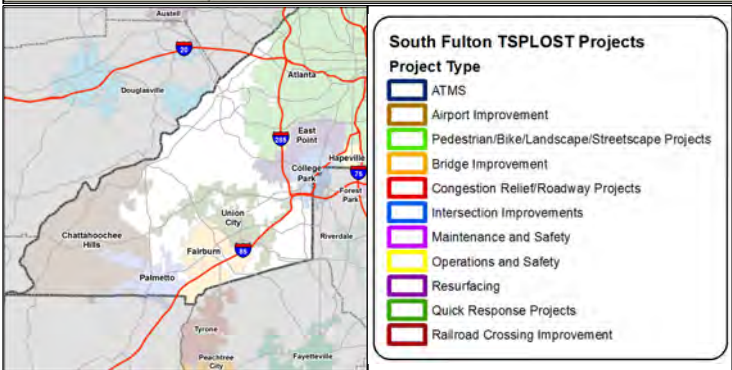 Austell
20
Douglasville
Atlanta
East
Point
285
Hapeville
College
Park
75
Forest
Park
Union
City
Riverdale
Chattahoochee
Hills
Fairburn
85
Palmetto
Tyrone
Peachtree
City
Fayetteville
South Fulton TSPLOST Projects
Project Type
ATMS
Airport Improvement
Pedestrian/Bike/Landscape/Streetscape Projects
Bridge Improvement
Congestion Relief/Roadway Projects
Intersection Improvements
Maintenance and Safety
Operations and Safety
Resurfacing
Quick Response Projects
Railroad Crossing Improvement